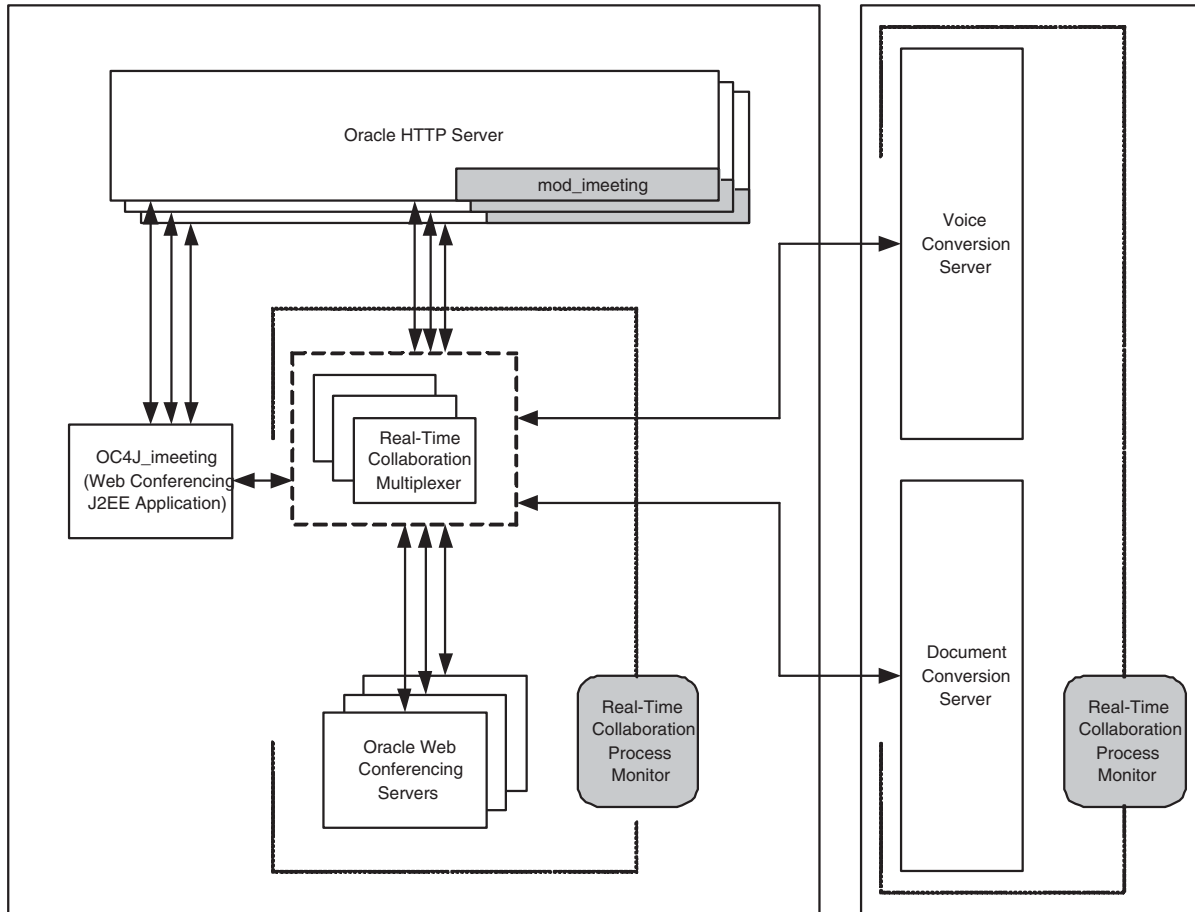 Oracle HTTP Server
mod_imeeting
Voice
Conversion
Server
OC4J_imeeting
(Web Conferencing
J2EE Application)
Real-Time
Collaboration
Multiplexer
Oracle Web
Conferencing
Servers
Real-Time
Collaboration
Process
Monitor
Document
Conversion
Server
Real-Time
Collaboration
Process
Monitor